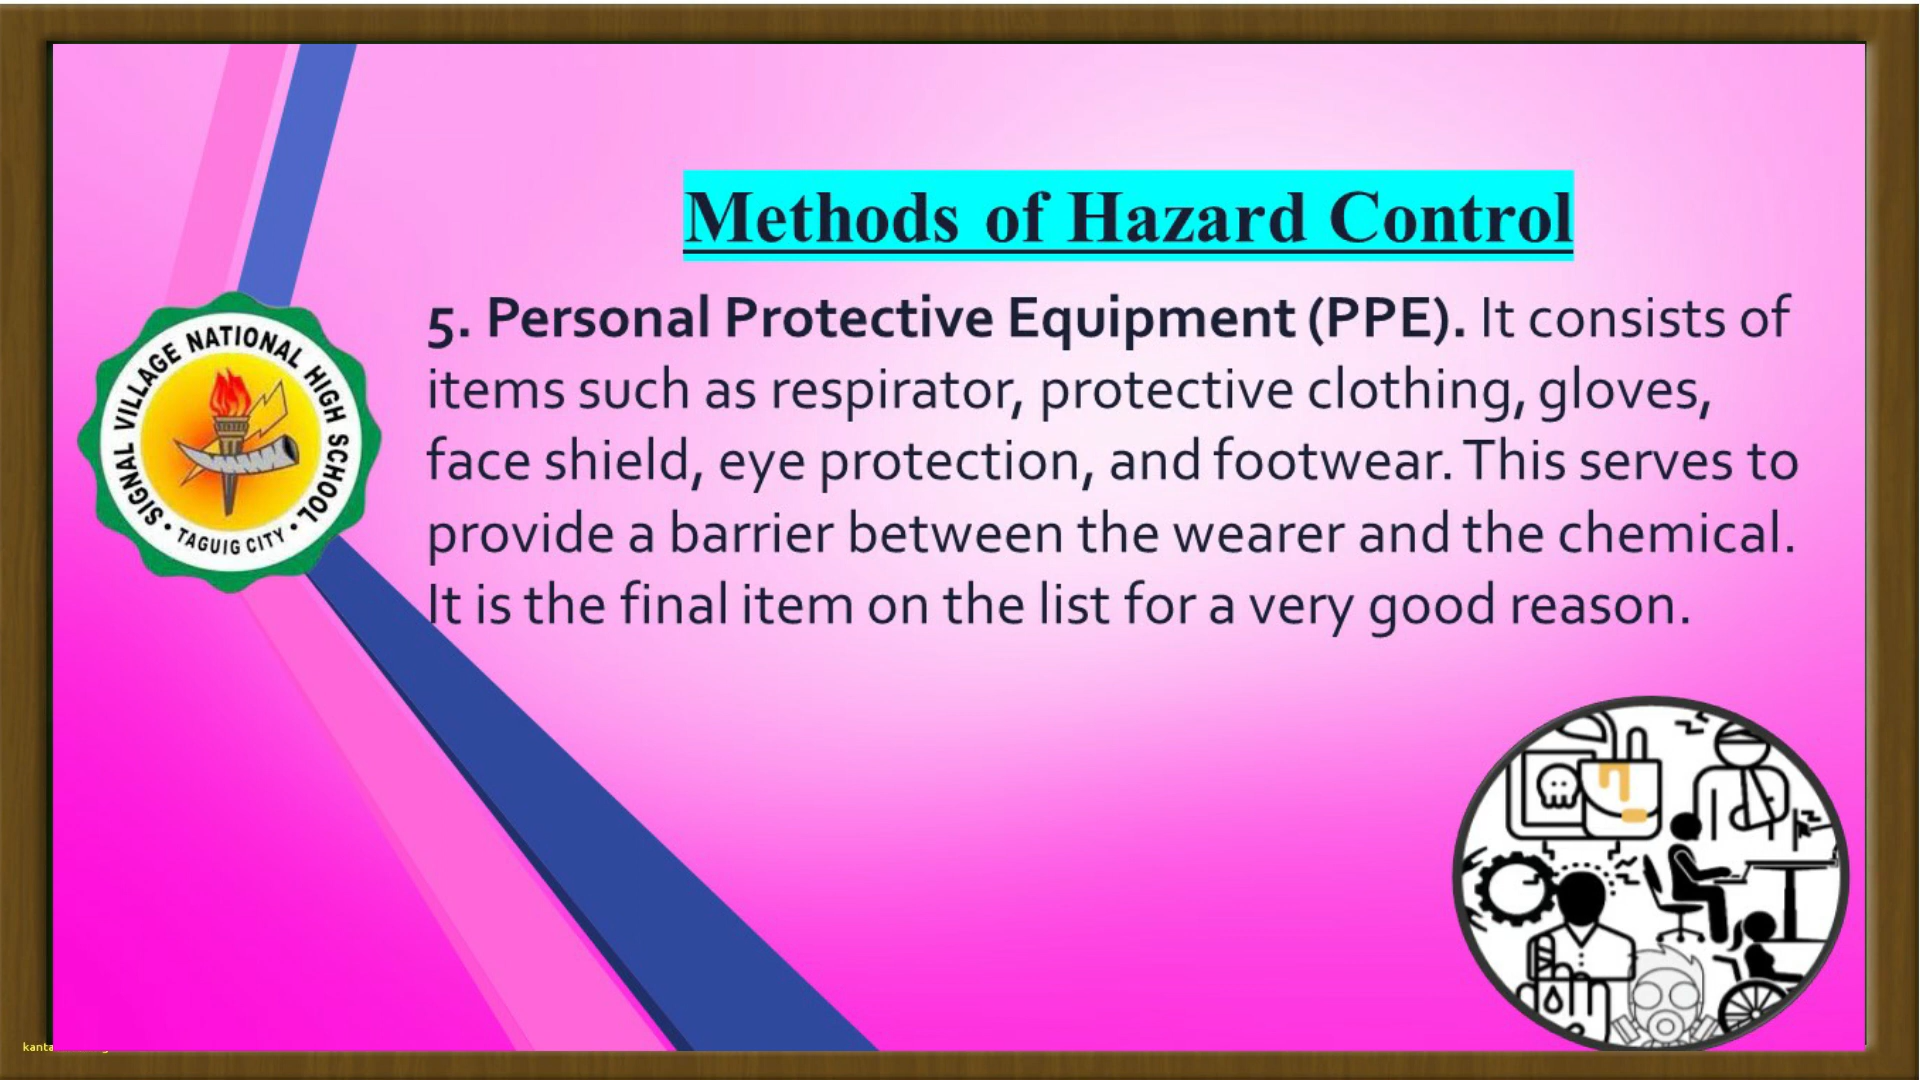 Methods of Hazard Control
5. Personal Protective Equipment (PPE). It consists of
items such as respirator, protective clothing, gloves,
face shield, eye protection, and footwear. This serves to
provide a barrier between the wearer and the chemical.
It is the final item on the list for a very good reason.
SIGNAL VILLAGE NATIONAL HIGH SCHOOL
• TAGUIG CITY •